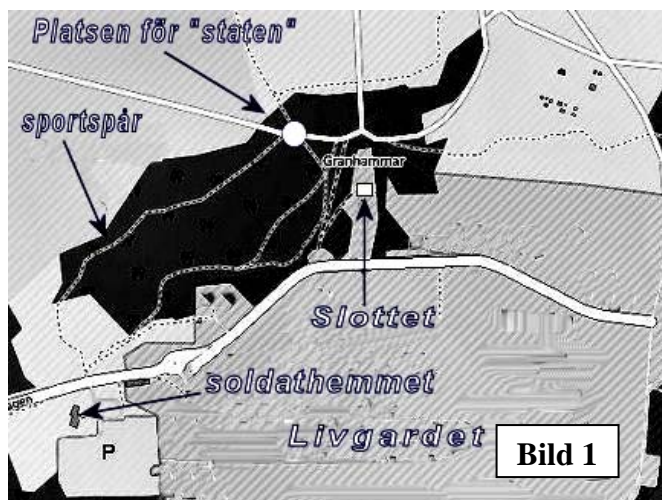 Platsen för "staten"
sportspår
Granhammar
Slottet
soldathemmet
Livgardet
P
Bild 1